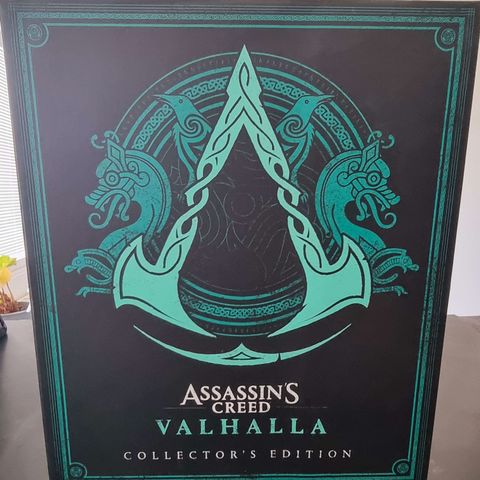 ASSASSIN'S
CREED
VALHALLA
COLLECTOR'S EDITION